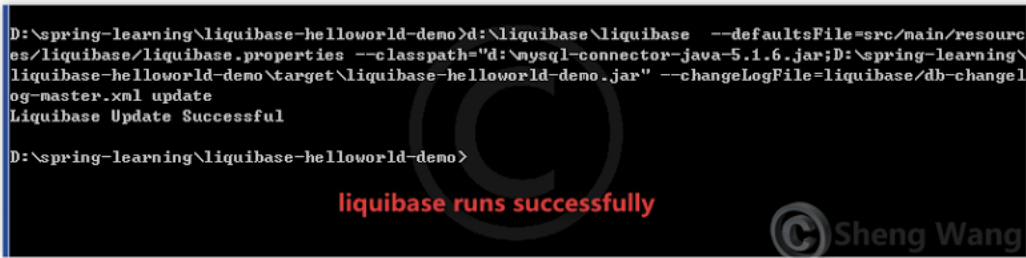 D:\spring-learning\liquibase-helloworld-demo>d:\liquibase\liquibase  --defaultsFile=src/main/resourc
es/liquibase/liquibase.properties --classpath="d:\mysql-connector-java-5.1.6.jar;D:\spring-learning\
liquibase-helloworld-demo\target\liquibase-helloworld-demo.jar" --changeLogFile=liquibase/db-changel
og-master.xml update
Liquibase Update Successful
D:\spring-learning\liquibase-helloworld-demo>
liquibase runs successfully
© Sheng Wang